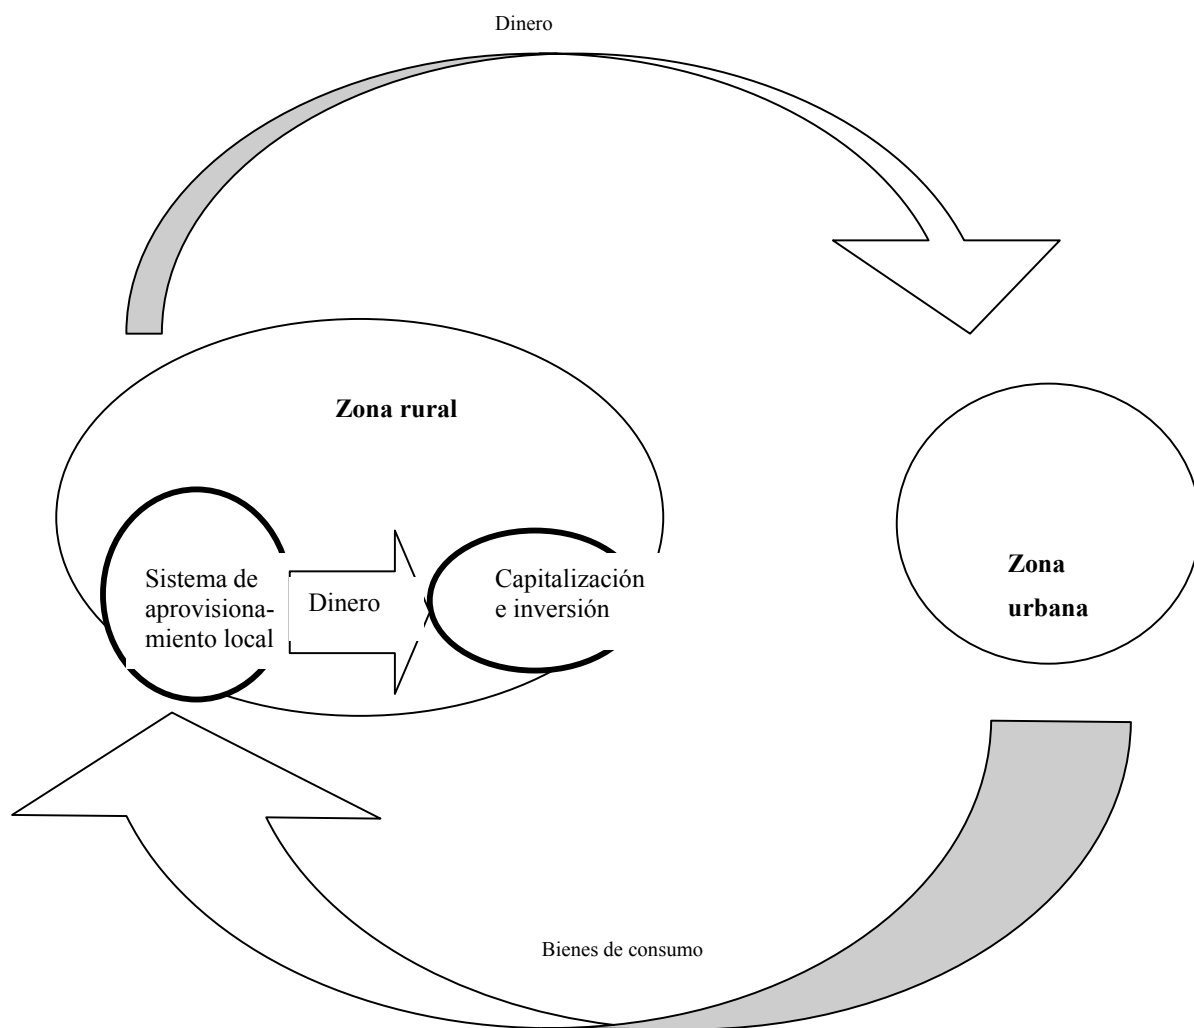 Dinero
Zona rural
Sistema de
aprovisiona-
miento local
Dinero
Capitalización
e inversión
Zona
urbana
Bienes de consumo